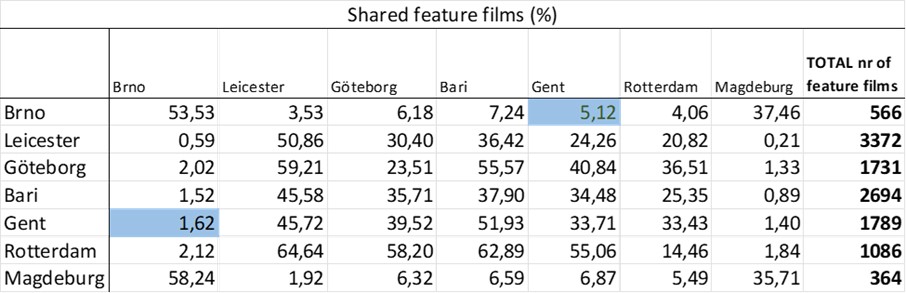 Shared feature films (%)
Brno Leicester Göteborg Bari Gent Rotterdam Magdeburg TOTAL nr of feature films
Brno 53,53 3,53 6,18 7,24 5,12 4,06 37,46 566
Leicester 0,59 50,86 30,40 36,42 24,26 20,82 0,21 3372
Göteborg 2,02 59,21 23,51 55,57 40,84 36,51 1,33 1731
Bari 1,52 45,58 35,71 37,90 34,48 25,35 0,89 2694
Gent 1,62 45,72 39,52 51,93 33,71 33,43 1,40 1789
Rotterdam 2,12 64,64 58,20 62,89 55,06 14,46 1,84 1086
Magdeburg 58,24 1,92 6,32 6,59 6,87 5,49 35,71 364